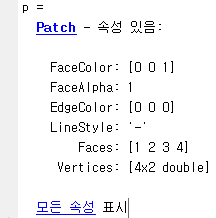 p =
Patch - 속성 있음:
FaceColor: [0 0 1]
FaceAlpha: 1
EdgeColor: [0 0 0]
LineStyle: '-'
Faces: [1 2 3 4]
Vertices: [4x2 double]
모든 속성 표시